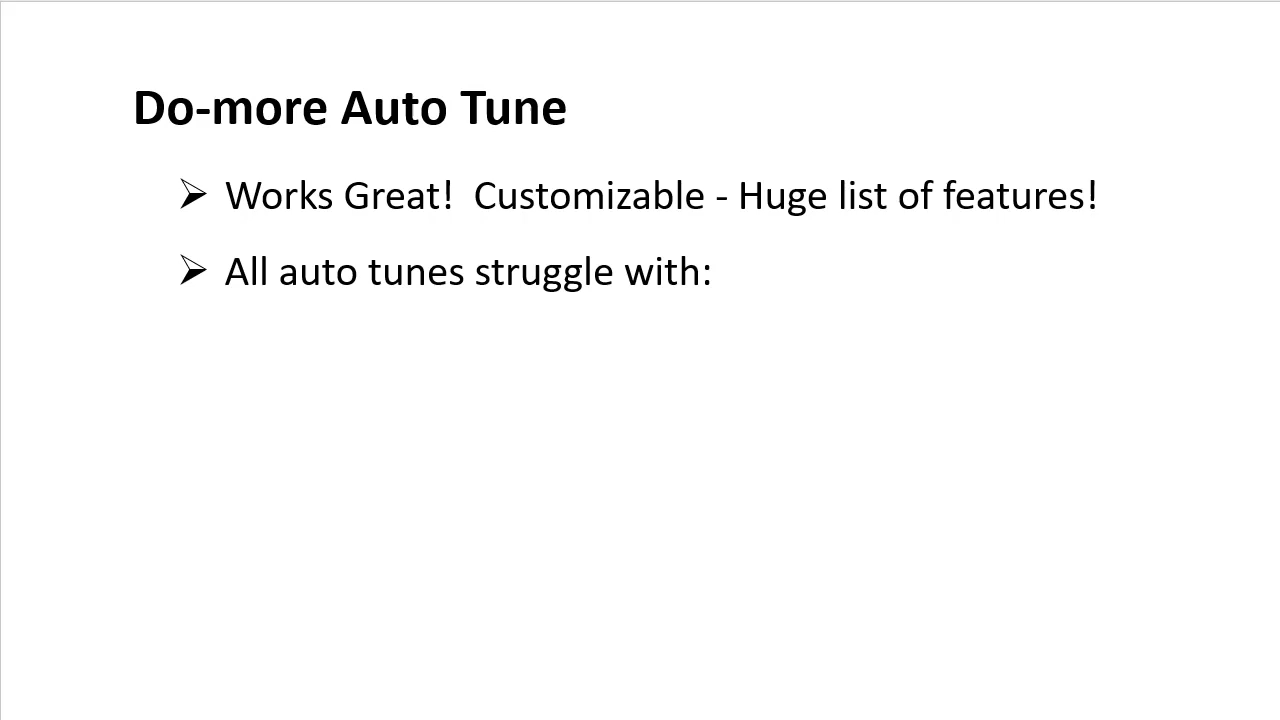 Do-more Auto Tune
➢ Works Great!  Customizable - Huge list of features!
➢ All auto tunes struggle with: